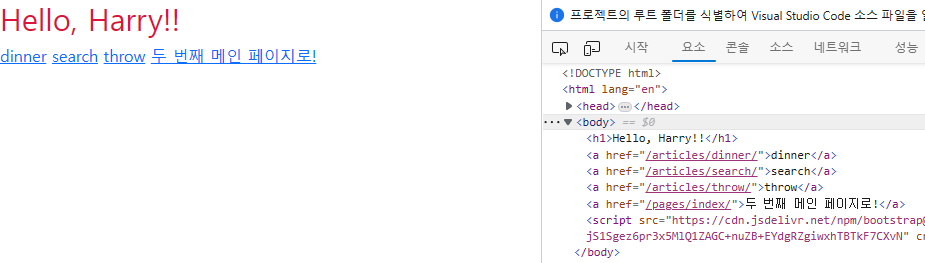 Hello, Harry!!
dinner search throw 두 번째 메인 페이지로!
프로젝트의 루트 폴더를 식별하여 Visual Studio Code 소스 파일을
시작 요소 콘솔 소스 네트워크 성능
<!DOCTYPE html>
<html lang="en">
<head> ••• </head>
••• <body> == $0
<h1>Hello, Harry!!</h1>
<a href="/articles/dinner/">dinner</a>
<a href="/articles/search/">search</a>
<a href="/articles/throw/">throw</a>
<a href="/pages/index/">두 번째 메인 페이지로!</a>
<script src="https://cdn.jsdelivr.net/npm/bootstrap@
jS1Sgez6pr3x5MlQ1ZAGC+nuZB+EYdgRZgiwxhTBTkF7CXvN" c
</body>